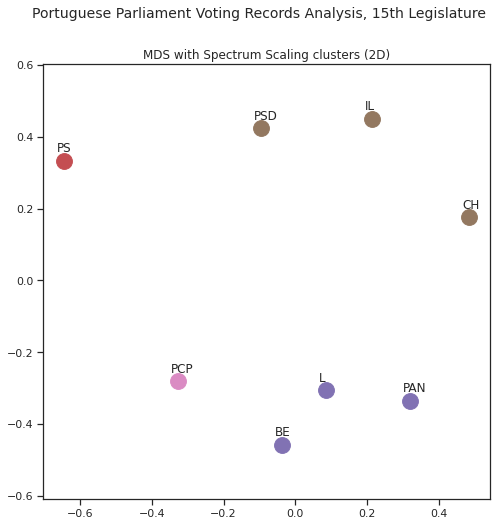 Portuguese Parliament Voting Records Analysis, 15th Legislature
MDS with Spectrum Scaling clusters (2D)
0.6
IL
PSD
0.4
PS
CH
0.2
0.0
−0.2
PCP
L
PAN
−0.4
BE
−0.6
−0.6 −0.4 −0.2 0.0 0.2 0.4